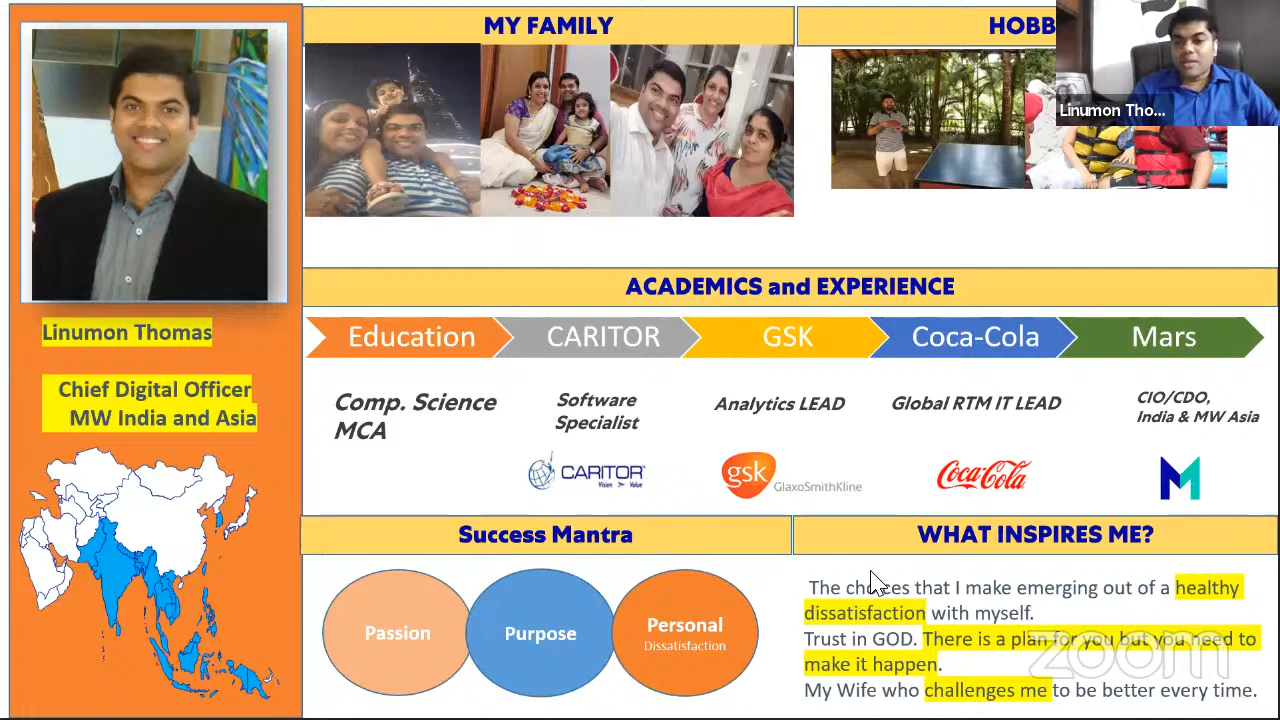 MY FAMILY
HOBB
Linumon Tho...
Linumon Thomas
Chief Digital Officer
MW India and Asia
ACADEMICS and EXPERIENCE
Education
CARITOR
GSK
Coca-Cola
Mars
Comp. Science
MCA
Software
Specialist
Analytics LEAD
Global RTM IT LEAD
CIO/CDO,
India & MW Asia
CARITOR
Vision > Value
gsk
GlaxoSmithKline
Coca-Cola
M
Success Mantra
Passion
Purpose
Personal
Dissatisfaction
WHAT INSPIRES ME?
The choices that I make emerging out of a healthy
dissatisfaction with myself.
Trust in GOD. There is a plan for you but you need to
make it happen.
My Wife who challenges me to be better every time.
zoom